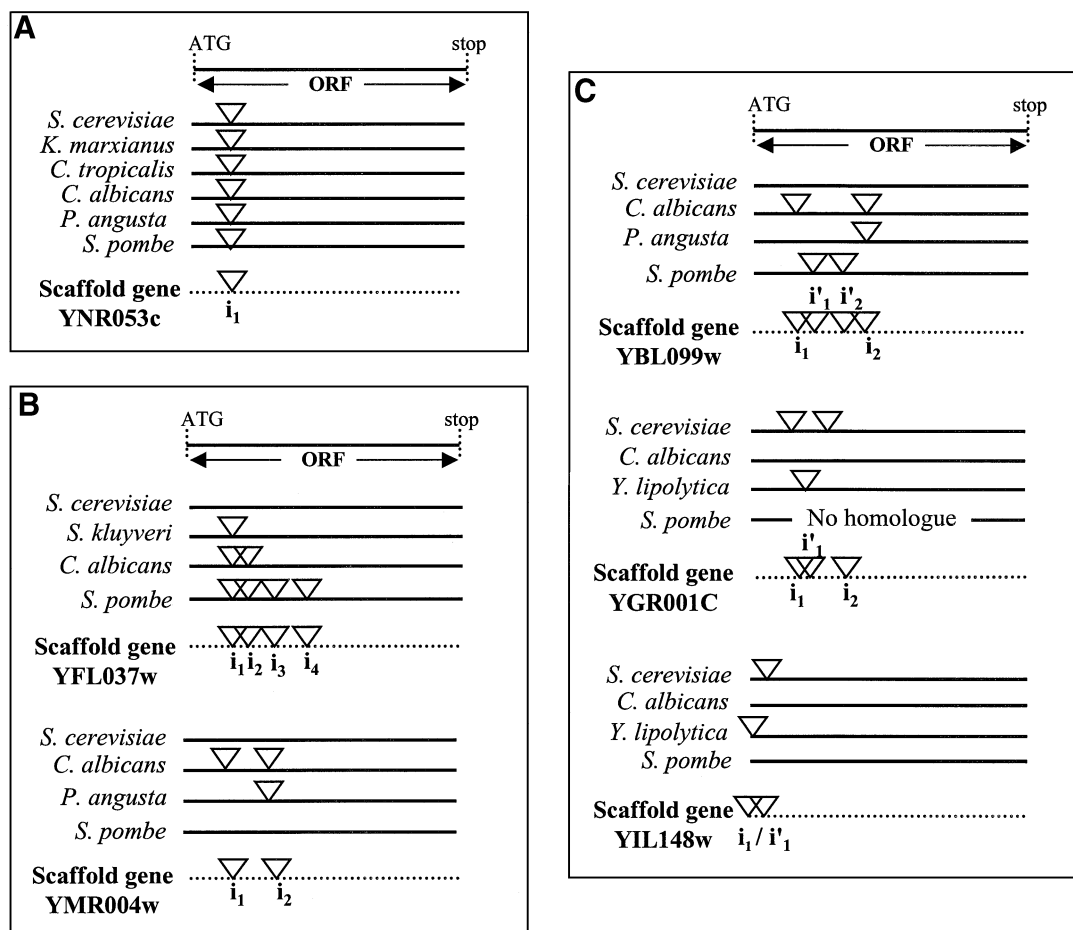 A
ATG stop
ORF
S. cerevisiae
K. marxianus
C. tropicalis
C. albicans
P. angusta
S. pombe
Scaffold gene
YNR053c
i1
B
ATG stop
ORF
S. cerevisiae
S. kluyveri
C. albicans
S. pombe
Scaffold gene
YFL037w
i1 i2 i3 i4
S. cerevisiae
C. albicans
P. angusta
S. pombe
Scaffold gene
YMR004w
i1 i2
C
ATG stop
ORF
S. cerevisiae
C. albicans
P. angusta
S. pombe
i'1 i'2
Scaffold gene
YBL099w
i1 i2
S. cerevisiae
C. albicans
Y. lipolytica
S. pombe No homologue
i'1
Scaffold gene
YGR001C
i1 i2
S. cerevisiae
C. albicans
Y. lipolytica
S. pombe
Scaffold gene
YIL148w i1 / i'1